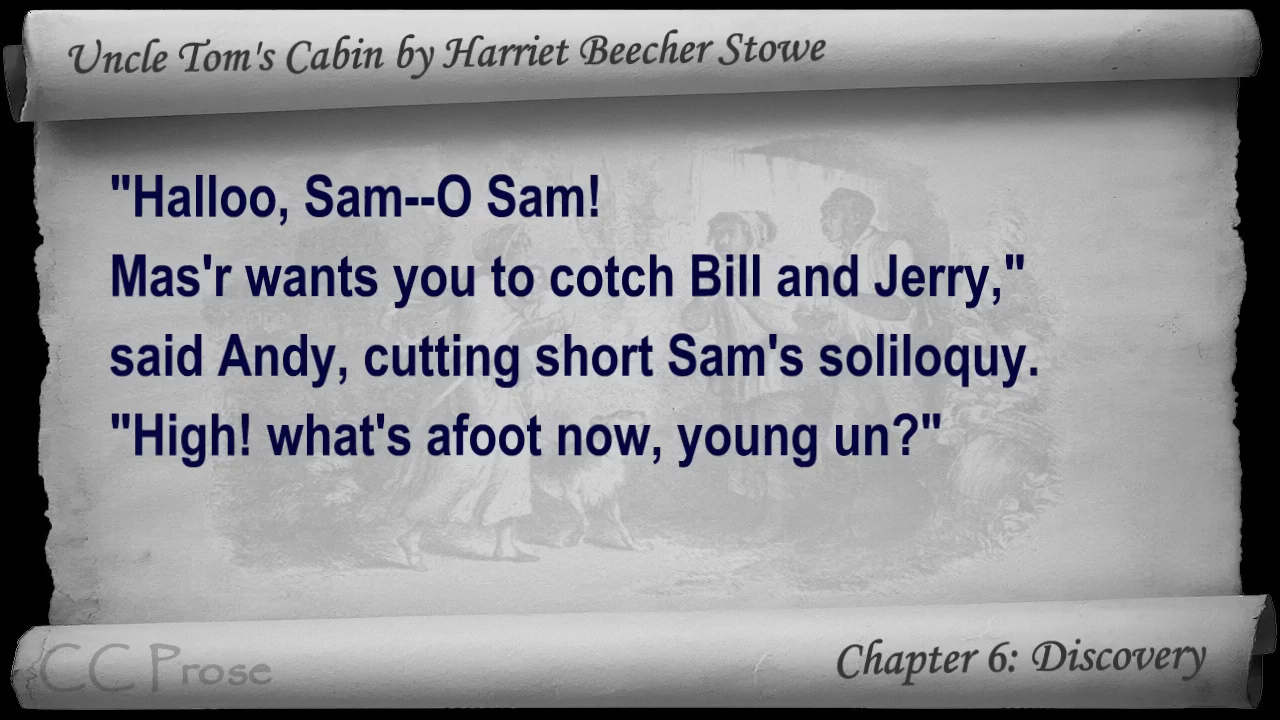 Uncle Tom's Cabin by Harriet Beecher Stowe
"Halloo, Sam--O Sam!
Mas'r wants you to cotch Bill and Jerry,"
said Andy, cutting short Sam's soliloquy.
"High! what's afoot now, young un?"
CC Prose
Chapter 6: Discovery